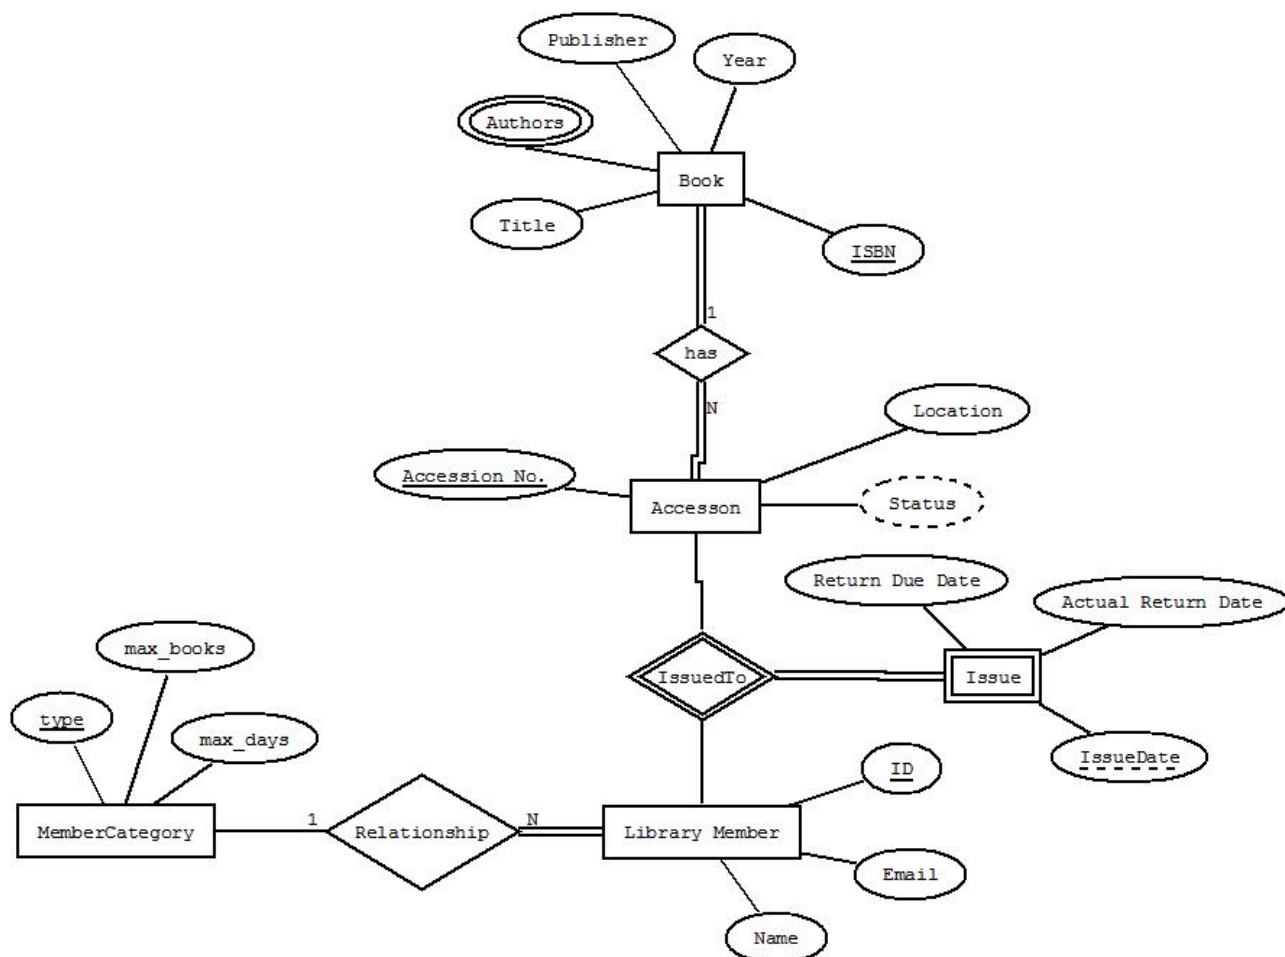 Publisher
Year
Authors
Book
Title
ISBN
1
has
N
Location
Accession No.
Accesson
Status
Return Due Date
Actual Return Date
max_books
IssuedTo
Issue
type
max_days
IssueDate
ID
MemberCategory
1
Relationship
N
Library Member
Email
Name